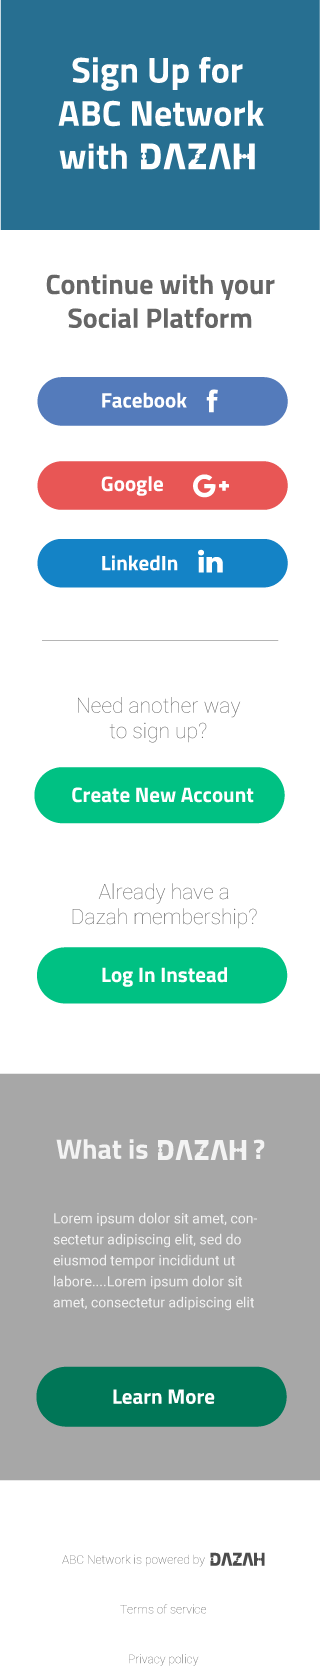 Sign Up for
ABC Network
with DAZAH
Continue with your
Social Platform
Facebook f
Google G+
LinkedIn in
Need another way
to sign up?
Create New Account
Already have a
Dazah membership?
Log In Instead
What is DAZAH ?
Lorem ipsum dolor sit amet, con-
sectetur adipiscing elit, sed do
eiusmod tempor incididunt ut
labore....Lorem ipsum dolor sit
amet, consectetur adipiscing elit
Learn More
ABC Network is powered by DAZAH
Terms of service
Privacy policy